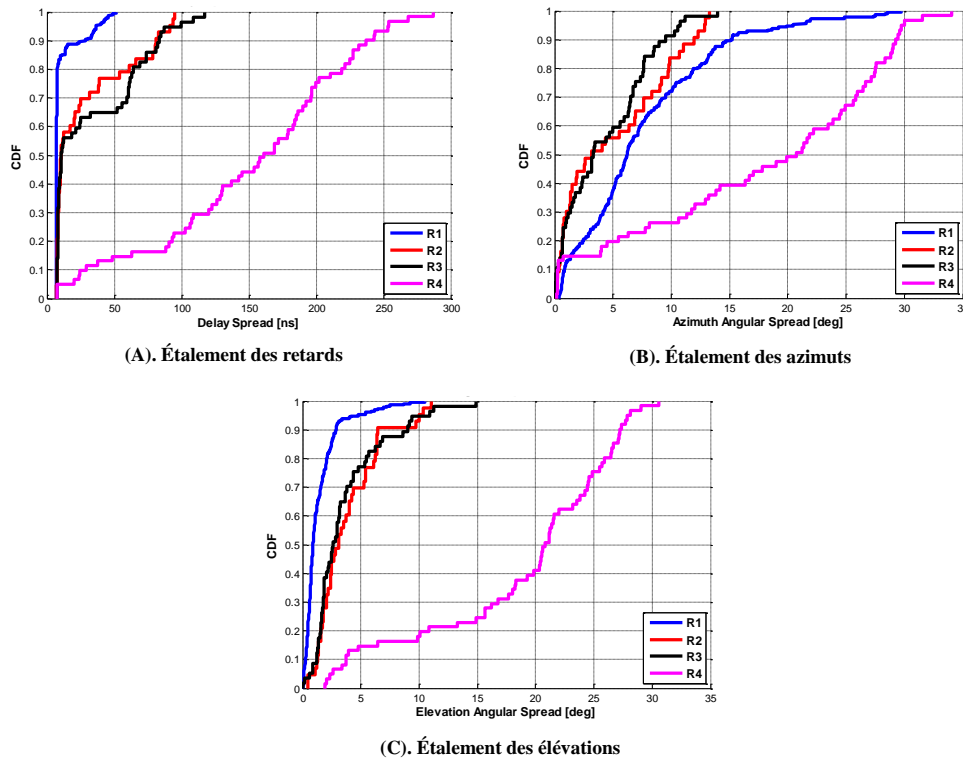 1
0.9
0.8
0.7
0.6
0.5
0.4
0.3
0.2
0.1
0
CDF
R1
R2
R3
R4
0 50 100 150 200 250 300
Delay Spread [ns]
(A). Étalement des retards
1
0.9
0.8
0.7
0.6
0.5
0.4
0.3
0.2
0.1
0
CDF
R1
R2
R3
R4
0 5 10 15 20 25 30 35
Azimuth Angular Spread [deg]
(B). Étalement des azimuts
1
0.9
0.8
0.7
0.6
0.5
0.4
0.3
0.2
0.1
0
CDF
R1
R2
R3
R4
0 5 10 15 20 25 30 35
Elevation Angular Spread [deg]
(C). Étalement des élévations